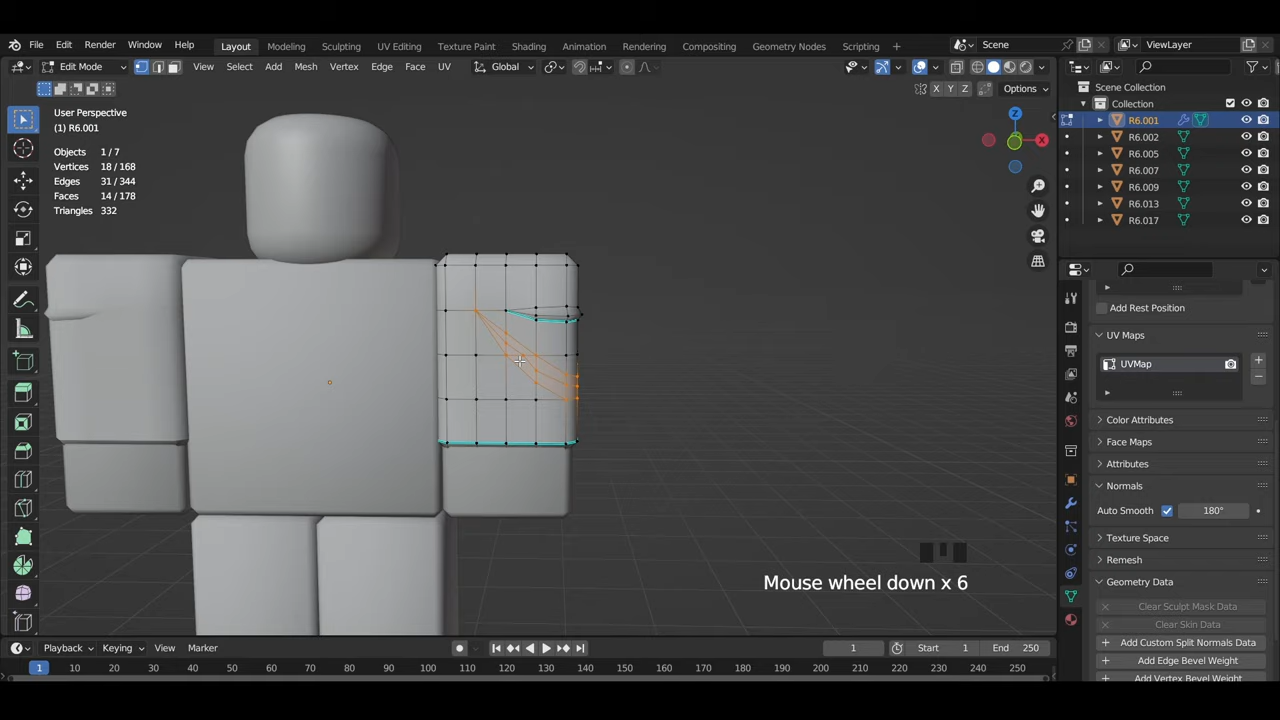 File Edit Render Window Help Layout Modeling Sculpting UV Editing Texture Paint Shading Animation Rendering Compositing Geometry Nodes Scripting + Scene ViewLayer
Edit Mode View Select Add Mesh Vertex Edge Face UV Global
X Y Z Options
User Perspective
(1) R6.001
Objects 1/7
Vertices 18 / 168
Edges 31 / 344
Faces 14 / 178
Triangles 332
Z
X
Mouse wheel down x 6
Scene Collection
Collection
R6.001
R6.002
R6.005
R6.007
R6.009
R6.013
R6.017
Add Rest Position
UV Maps
UVMap
Color Attributes
Face Maps
Attributes
Normals
Auto Smooth 180°
Texture Space
Remesh
Geometry Data
Clear Sculpt Mask Data
Clear Skin Data
Add Custom Split Normals Data
Add Edge Bevel Weight
Add Vertex Bevel Weight
Playback Keying View Marker 1 Start 1 End 250
1 10 20 30 40 50 60 70 80 90 100 110 120 130 140 150 160 170 180 190 200 210 220 230 240 250